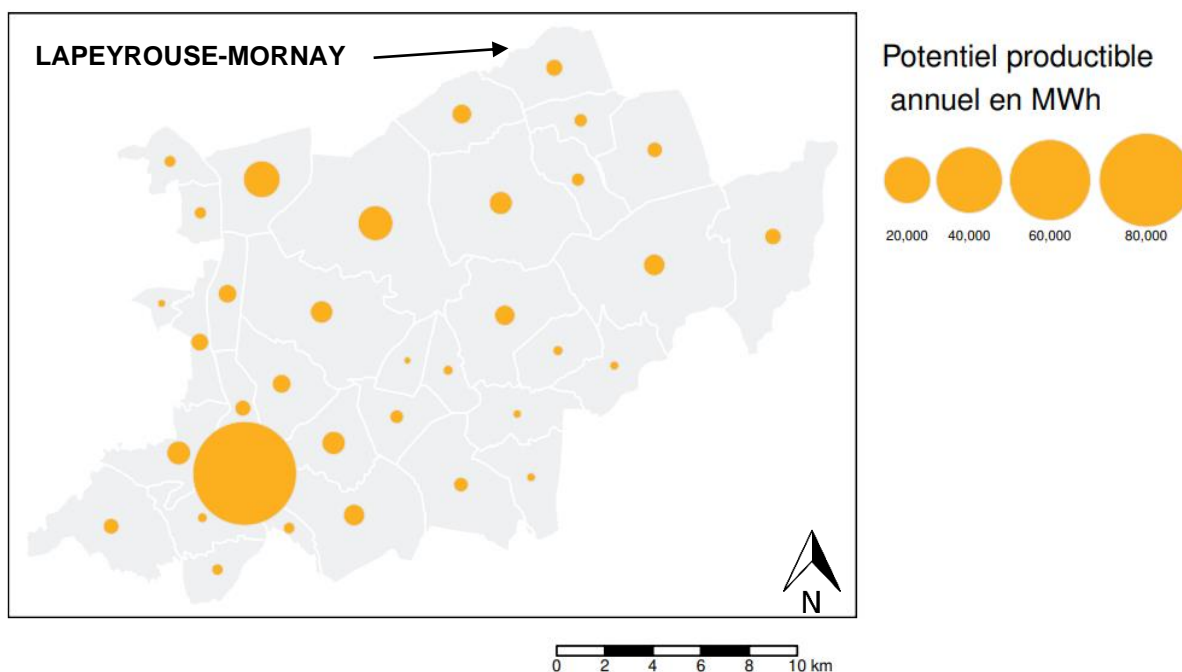 LAPEYROUSE-MORNAY
Potentiel productible
annuel en MWh
20,000 40,000 60,000 80,000
N
0 2 4 6 8 10 km